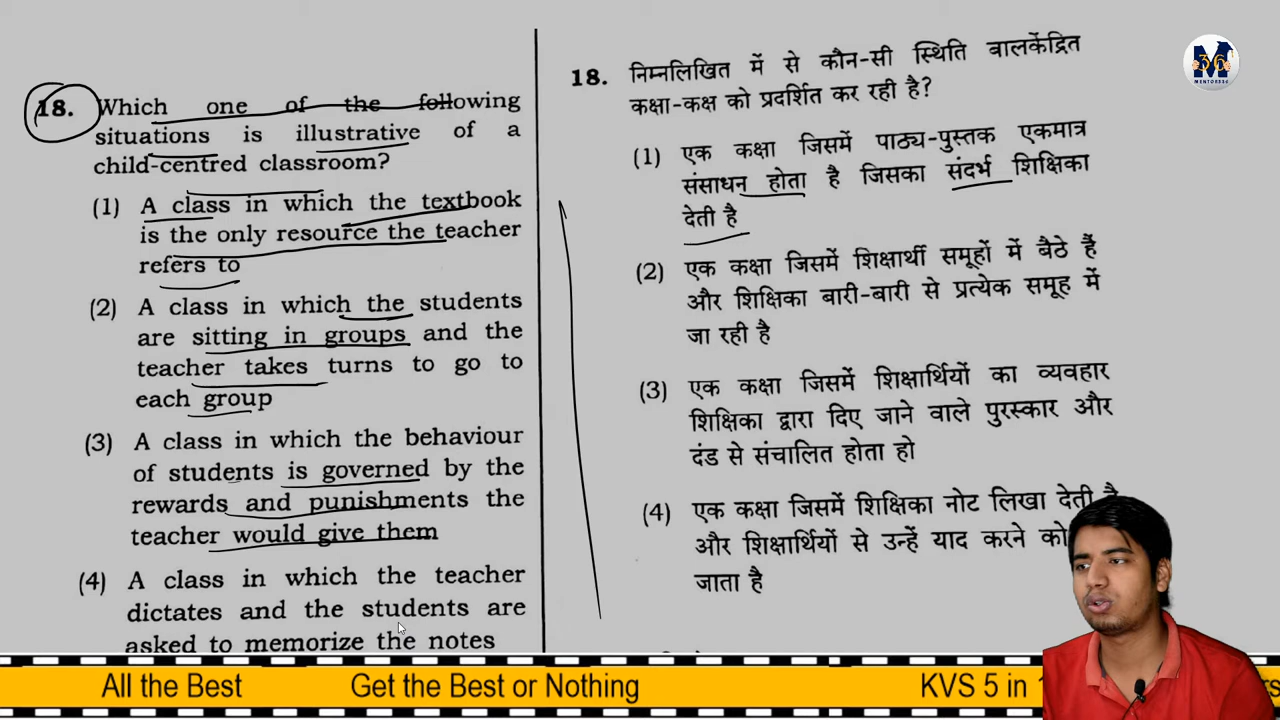 18. Which one of the following
situations is illustrative of a
child-centred classroom?
(1) A class in which the textbook
is the only resource the teacher
refers to
(2) A class in which the students
are sitting in groups and the
teacher takes turns to go to
each group
(3) A class in which the behaviour
of students is governed by the
rewards and punishments the
teacher would give them
(4) A class in which the teacher
dictates and the students are
asked to memorize the notes
18. निम्नलिखित में से कौन-सी स्थिति बालकेंद्रित
कक्षा-कक्ष को प्रदर्शित कर रही है?
(1) एक कक्षा जिसमें पाठ्य-पुस्तक एकमात्र
संसाधन होता है जिसका संदर्भ शिक्षिका
देती है
(2) एक कक्षा जिसमें शिक्षार्थी समूहों में बैठे हैं
और शिक्षिका बारी-बारी से प्रत्येक समूह में
जा रही है
(3) एक कक्षा जिसमें शिक्षार्थियों का व्यवहार
शिक्षिका द्वारा दिए जाने वाले पुरस्कार और
दंड से संचालित होता हो
(4) एक कक्षा जिसमें शिक्षिका नोट लिखा देती है
और शिक्षार्थियों से उन्हें याद करने को
जाता है
M
36
MENTORS36
All the Best Get the Best or Nothing KVS 5 in 1